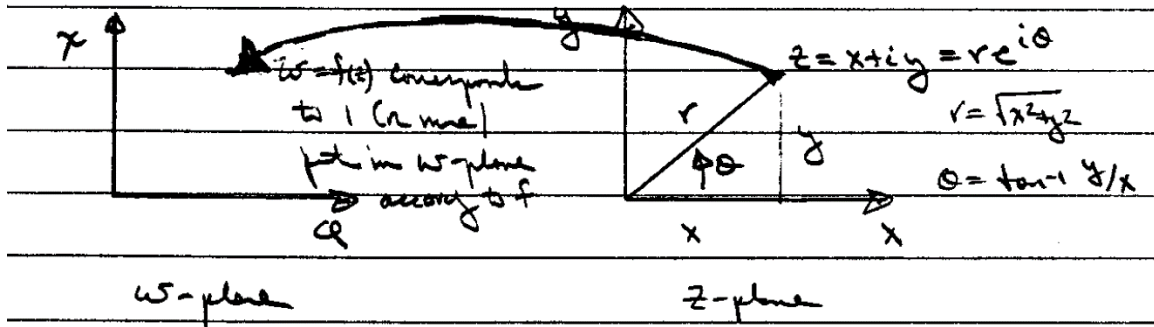 χ
y
z = x + iy = re^{iθ}
w = f(z) corresponds
to 1 (or more)
r
r = √x²+y²
pt in w-plane
θ
y
θ = tan⁻¹ y/x
according to f
φ
x
x
w-plane
z-plane